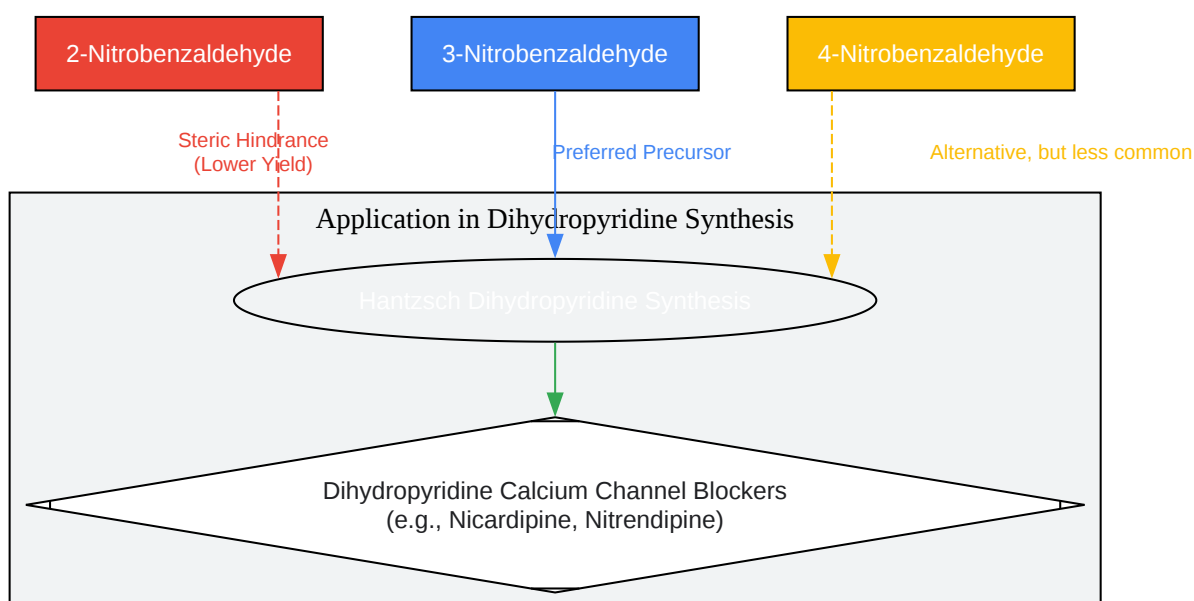 2-Nitrobenzaldehyde
3-Nitrobenzaldehyde
4-Nitrobenzaldehyde
Steric Hindrance
(Lower Yield)
Preferred Precursor
Alternative, but less common
Application in Dihydropyridine Synthesis
Hantzsch Dihydropyridine Synthesis
Dihydropyridine Calcium Channel Blockers
(e.g., Nicardipine, Nitrendipine)